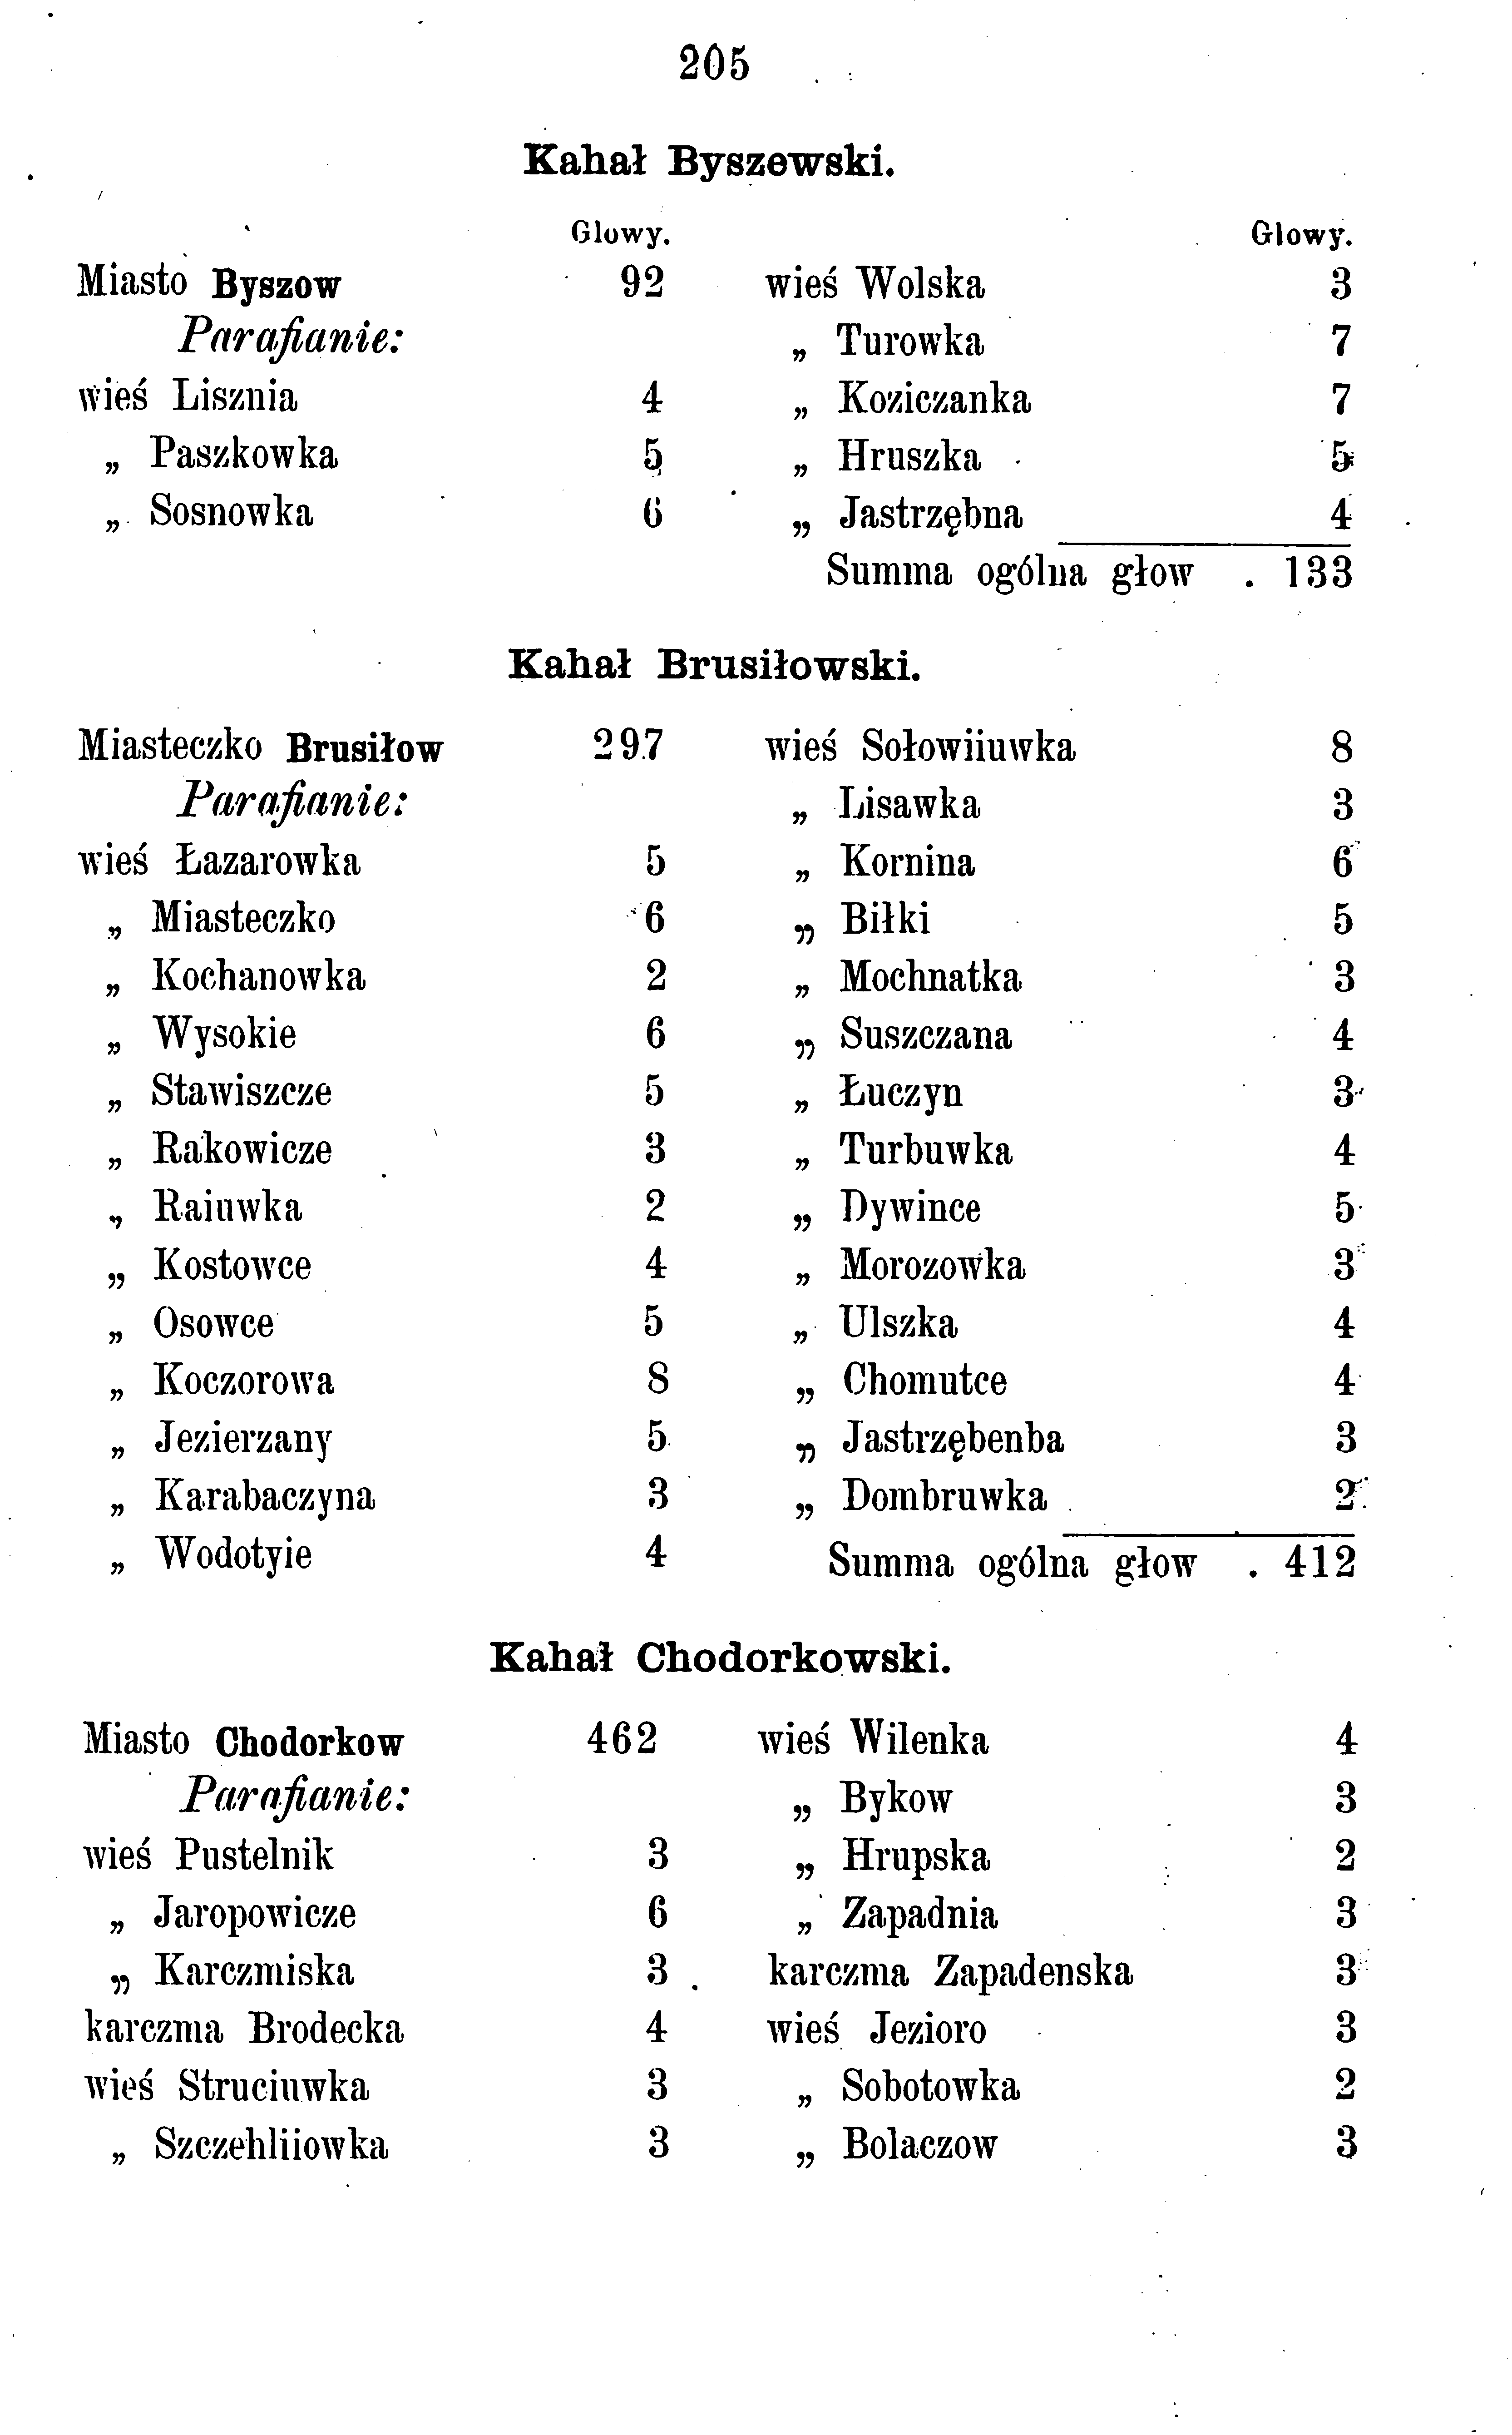 205
Kahał Byszewski.
Glowy.
Miasto Byszow 92
Parafianie:
wieś Lisznia 4
„ Paszkowka 5
„ Sosnowka 6
Glowy.
wieś Wolska 3
„ Turowka 7
„ Koziczanka 7
„ Hruszka 5
„ Jastrzębna 4
Summa ogólna głow . 133
Kahał Brusiłowski.
Miasteczko Brusiłow 297
Parafianie:
wieś Łazarowka 5
„ Miasteczko 6
„ Kochanowka 2
„ Wysokie 6
„ Stawiszcze 5
„ Rakowicze 3
„ Raiuwka 2
„ Kostowce 4
„ Osowce 5
„ Koczorowa 8
„ Jezierzany 5
„ Karabaczyna 3
„ Wodotyie 4
wieś Sołowiiuwka 8
„ Lisawka 3
„ Kornina 6
„ Biłki 5
„ Mochnatka 3
„ Suszczana 4
„ Łuczyn 3
„ Turbuwka 4
„ Dywince 5
„ Morozowka 3
„ Ulszka 4
„ Chomutce 4
„ Jastrzębenba 3
„ Dombruwka 2
Summa ogólna głow . 412
Kahał Chodorkowski.
Miasto Chodorkow 462
Parafianie:
wieś Pustelnik 3
„ Jaropowicze 6
„ Karczmiska 3
karczma Brodecka 4
wieś Struciuwka 3
„ Szczehliiowka 3
wieś Wilenka 4
„ Bykow 3
„ Hrupska 2
„ Zapadnia 3
karczma Zapadenska 3
wieś Jezioro 3
„ Sobotowka 2
„ Bolaczow 3